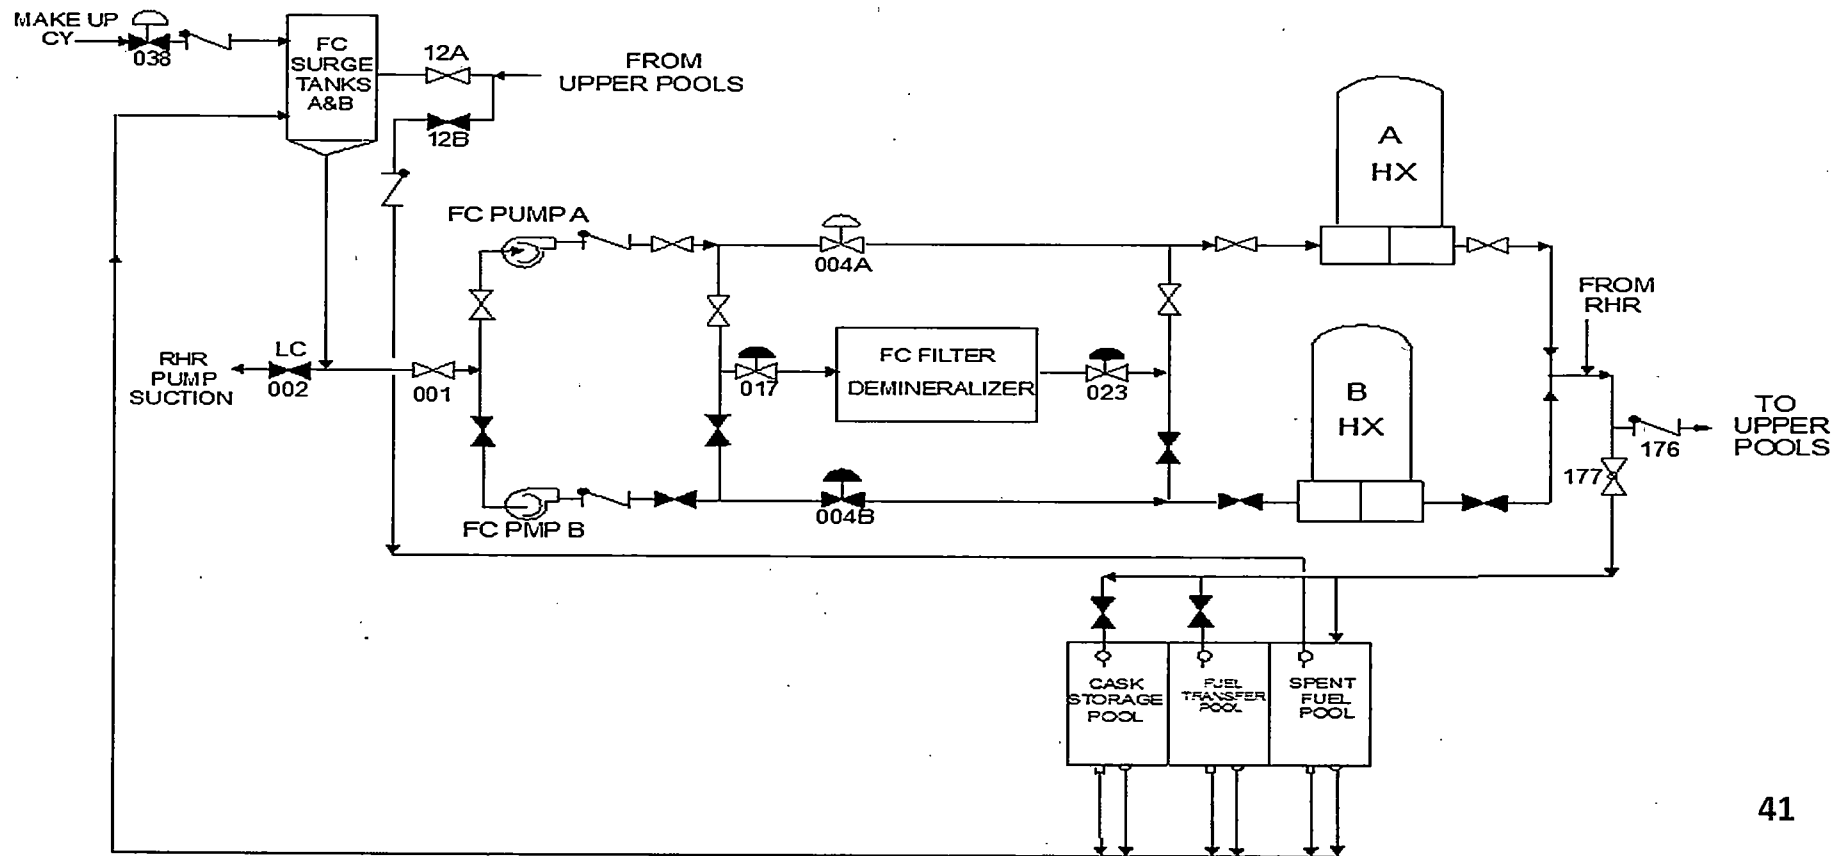 MAKE UP
CY
038
FC
SURGE
TANKS
A&B
12A
12B
FROM
UPPER POOLS
FC PUMP A
004A
A
HX
FROM
RHR
LC
002
RHR
PUMP
SUCTION
001
017
FC FILTER
DEMINERALIZER
023
B
HX
TO
UPPER
POOLS
176
177
FC PMP B
004B
CASK
STORAGE
POOL
FUEL
TRANSFER
POOL
SPENT
FUEL
POOL
41